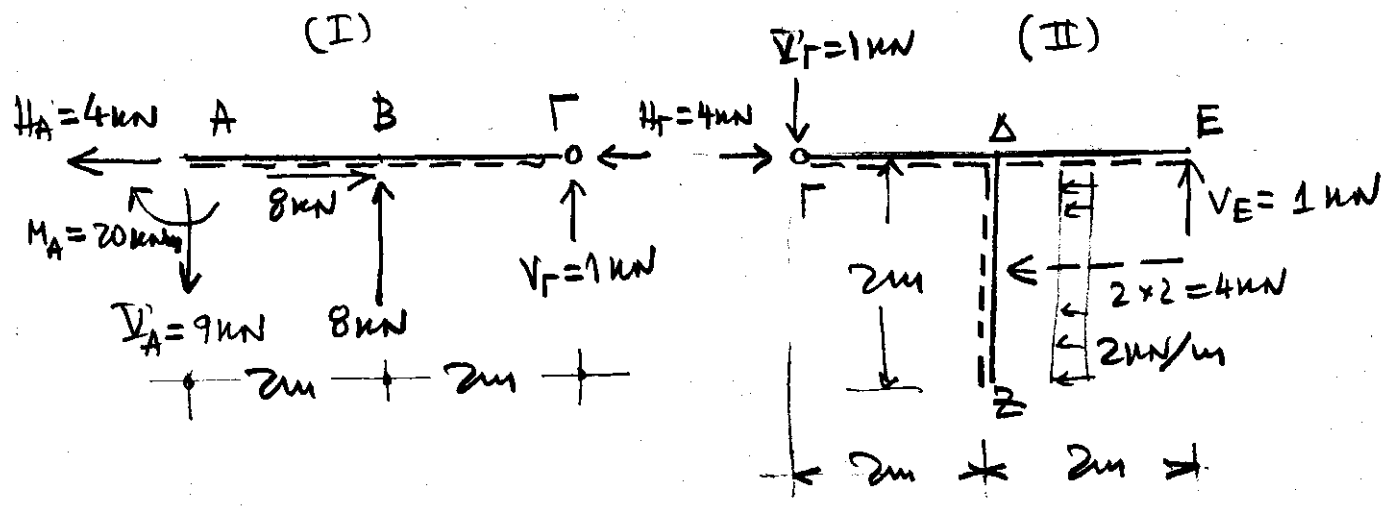 (I)
(II)
V'Γ=1KN
H'A=4KN
A
B
Γ
HΓ=4KN
Δ
E
8KN
Γ
VE=1KN
MA=20KNm
VΓ=1KN
2m
2×2=4KN
V'A=9KN
8KN
2KN/m
2m
2m
Z
2m
2m